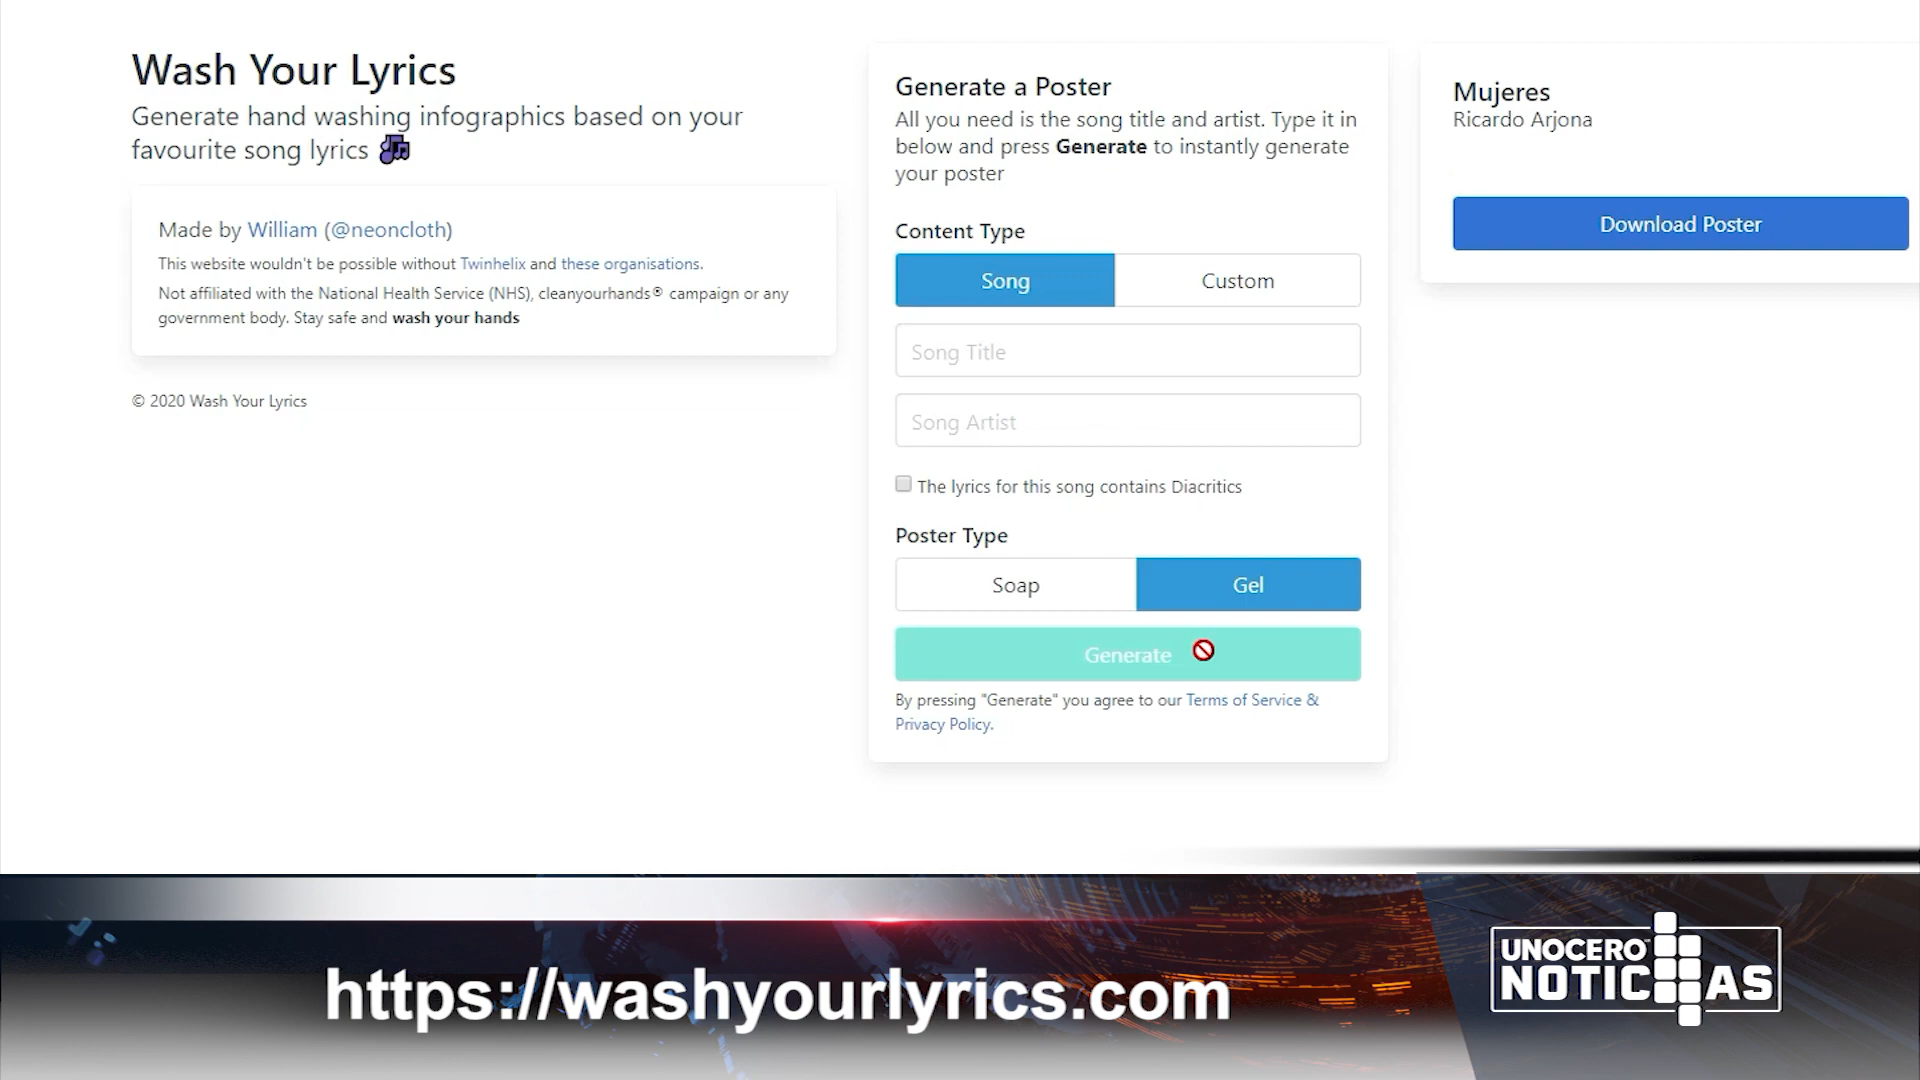 Wash Your Lyrics
Generate hand washing infographics based on your
favourite song lyrics
Made by William (@neoncloth)
This website wouldn't be possible without Twinhelix and these organisations.
Not affiliated with the National Health Service (NHS), cleanyourhands® campaign or any
government body. Stay safe and wash your hands
© 2020 Wash Your Lyrics
Generate a Poster
All you need is the song title and artist. Type it in
below and press Generate to instantly generate
your poster
Content Type
Song
Custom
Song Title
Song Artist
The lyrics for this song contains Diacritics
Poster Type
Soap
Gel
Generate
By pressing "Generate" you agree to our Terms of Service &
Privacy Policy.
Mujeres
Ricardo Arjona
Download Poster
https://washyourlyrics.com
UNOCERO
NOTICIAS